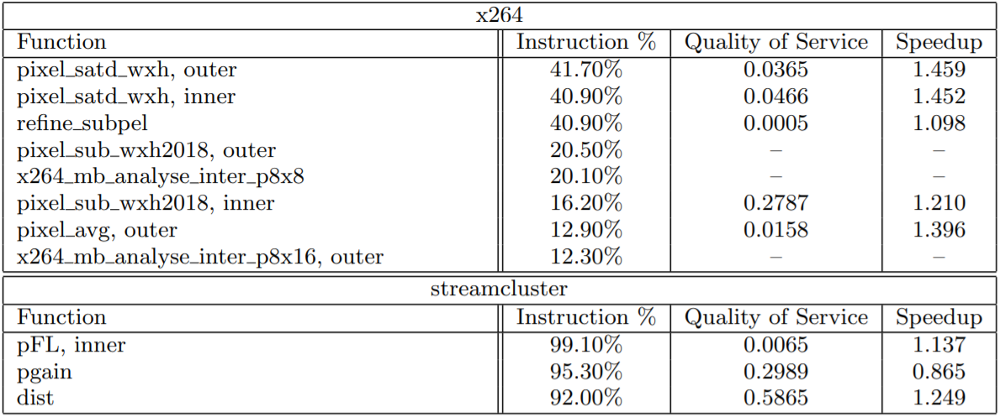 x264
Function Instruction % Quality of Service Speedup
pixel_satd_wxh, outer 41.70% 0.0365 1.459
pixel_satd_wxh, inner 40.90% 0.0466 1.452
refine_subpel 40.90% 0.0005 1.098
pixel_sub_wxh2018, outer 20.50% – –
x264_mb_analyse_inter_p8x8 20.10% – –
pixel_sub_wxh2018, inner 16.20% 0.2787 1.210
pixel_avg, outer 12.90% 0.0158 1.396
x264_mb_analyse_inter_p8x16, outer 12.30% – –
streamcluster
Function Instruction % Quality of Service Speedup
pFL, inner 99.10% 0.0065 1.137
pgain 95.30% 0.2989 0.865
dist 92.00% 0.5865 1.249